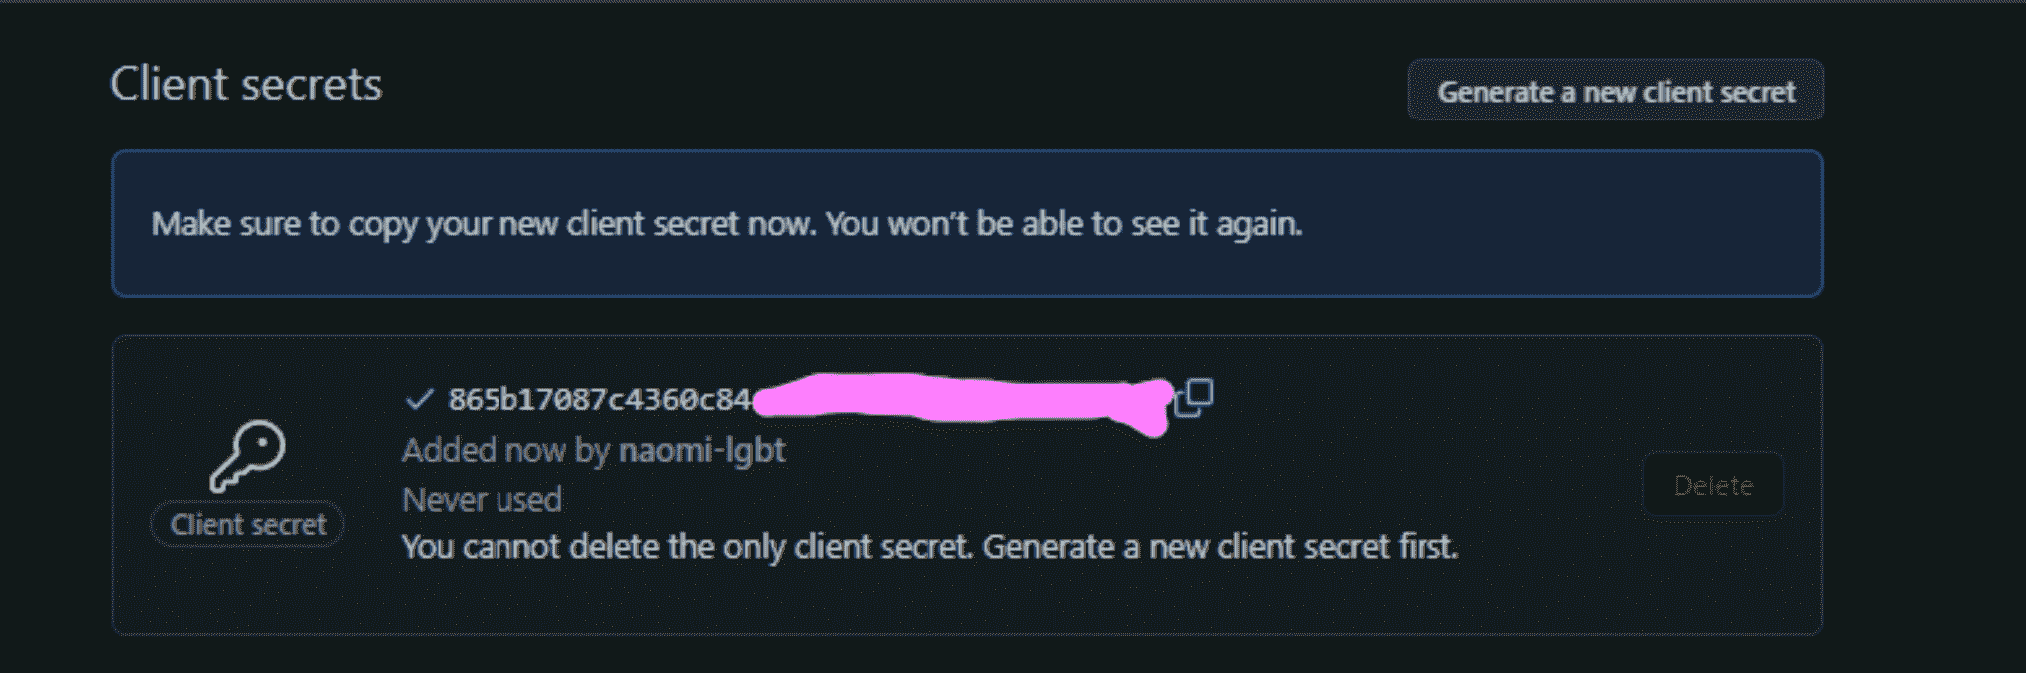 Client secrets
Generate a new client secret
Make sure to copy your new client secret now. You won't be able to see it again.
865b17087c4360c84
Added now by naomi-lgbt
Never used
Client secret
You cannot delete the only client secret. Generate a new client secret first.
Delete